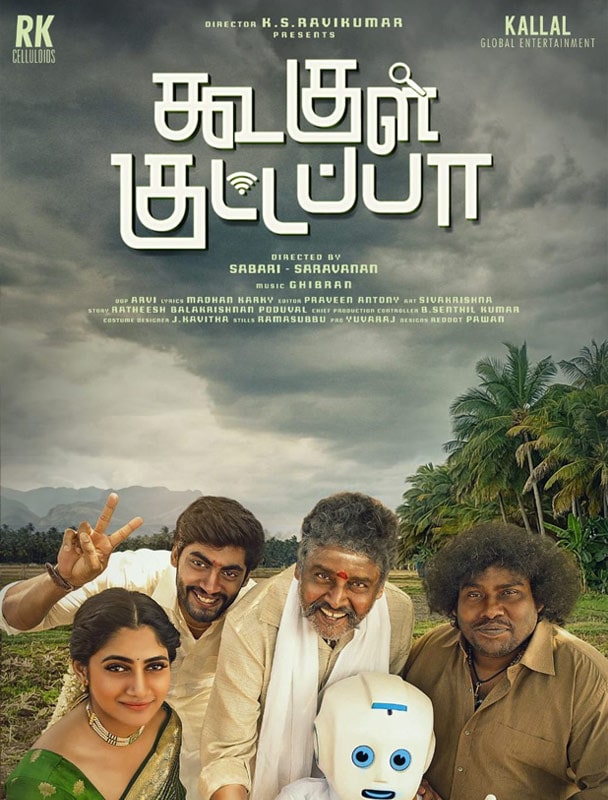 RK
CELLULOIDS
DIRECTOR K.S.RAVIKUMAR
PRESENTS
KALLAL
GLOBAL ENTERTAINMENT
கூகுள்
குட்டப்பா
DIRECTED BY
SABARI - SARAVANAN
MUSIC GHIBRAN
DOP ARVI LYRICS MADHAN KARKY EDITOR PRAVEEN ANTONY ART SIVAKRISHNA
STORY RATHEESH BALAKRISHNAN PODUVAL CHIEF PRODUCTION CONTROLLER B.SENTHIL KUMAR
COSTUME DESIGNER J.KAVITHA STILLS RAMASUBBU PRO YUVARAJ DESIGNS REDDOT PAWAN